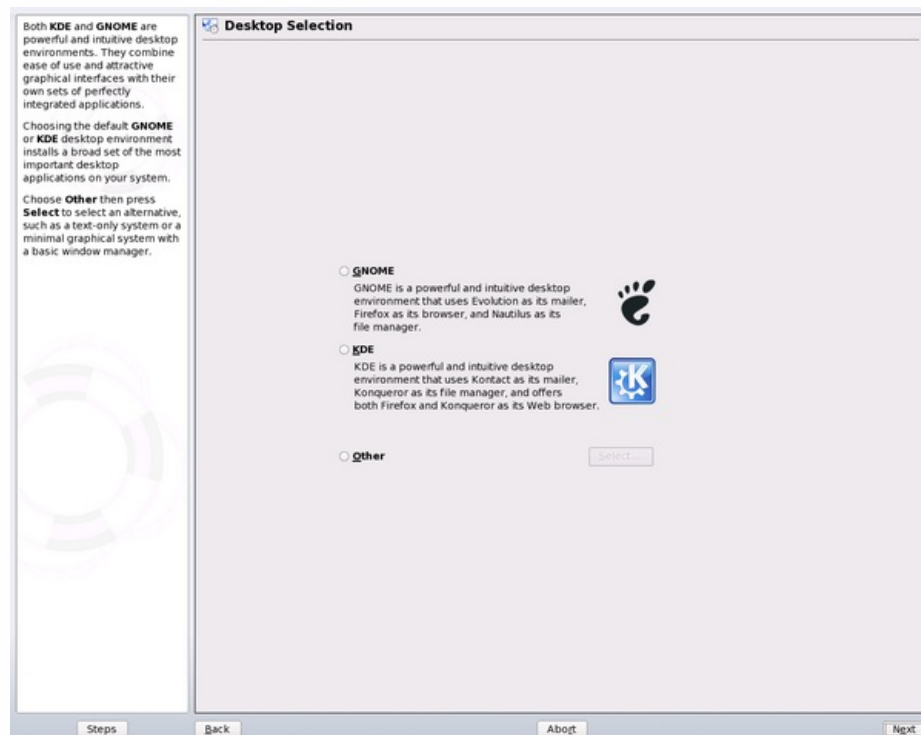 Both KDE and GNOME are
powerful and intuitive desktop
environments. They combine
ease of use and attractive
graphical interfaces with their
own sets of perfectly
integrated applications.
Choosing the default GNOME
or KDE desktop environment
installs a broad set of the most
important desktop
applications on your system.
Choose Other then press
Select to select an alternative,
such as a text-only system or a
minimal graphical system with
a basic window manager.
Desktop Selection
GNOME
GNOME is a powerful and intuitive desktop
environment that uses Evolution as its mailer,
Firefox as its browser, and Nautilus as its
file manager.
KDE
KDE is a powerful and intuitive desktop
environment that uses Kontact as its mailer,
Konqueror as its file manager, and offers
both Firefox and Konqueror as its Web browser.
K
Other
Select...
Steps
Back
Abort
Next